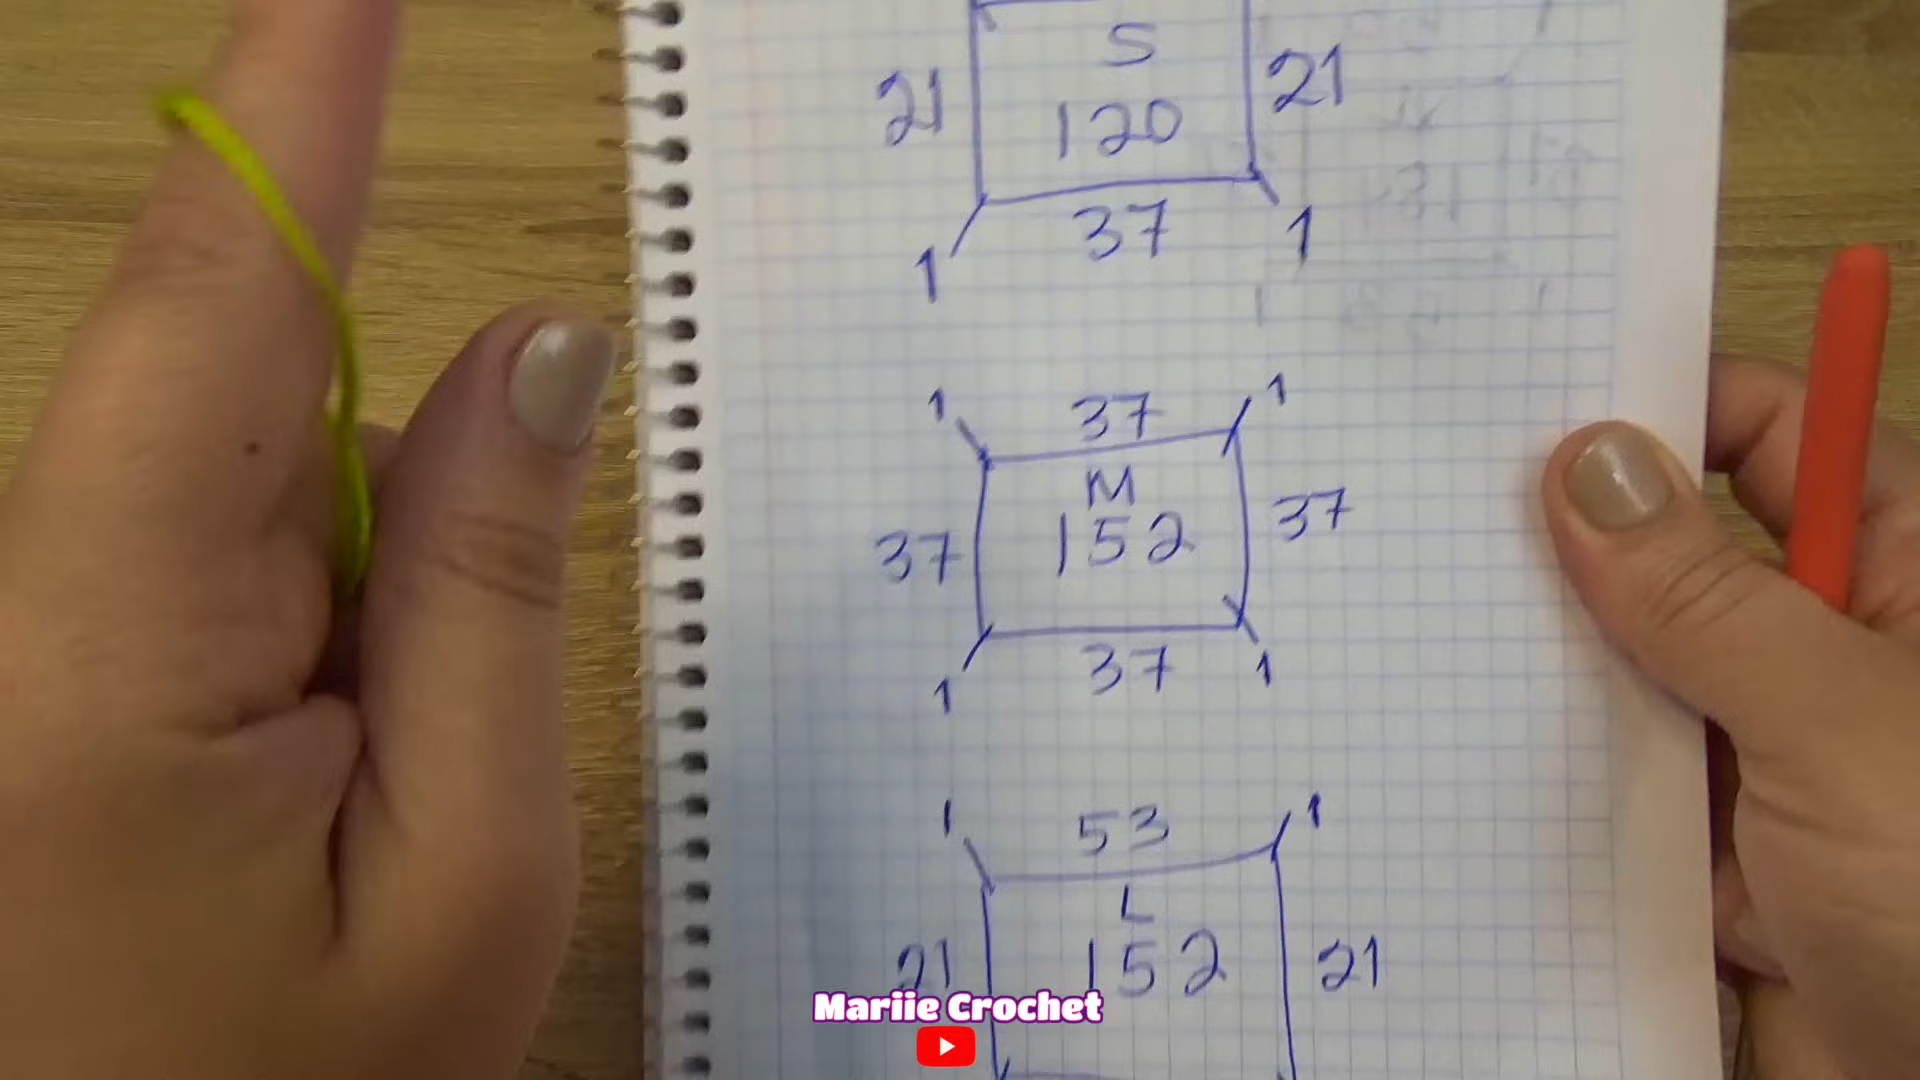 S
21 120 21
37
1 1
1 37 1
M
37 152 37
37
1 1
1 53 1
L
21 152 21
Mariie Crochet